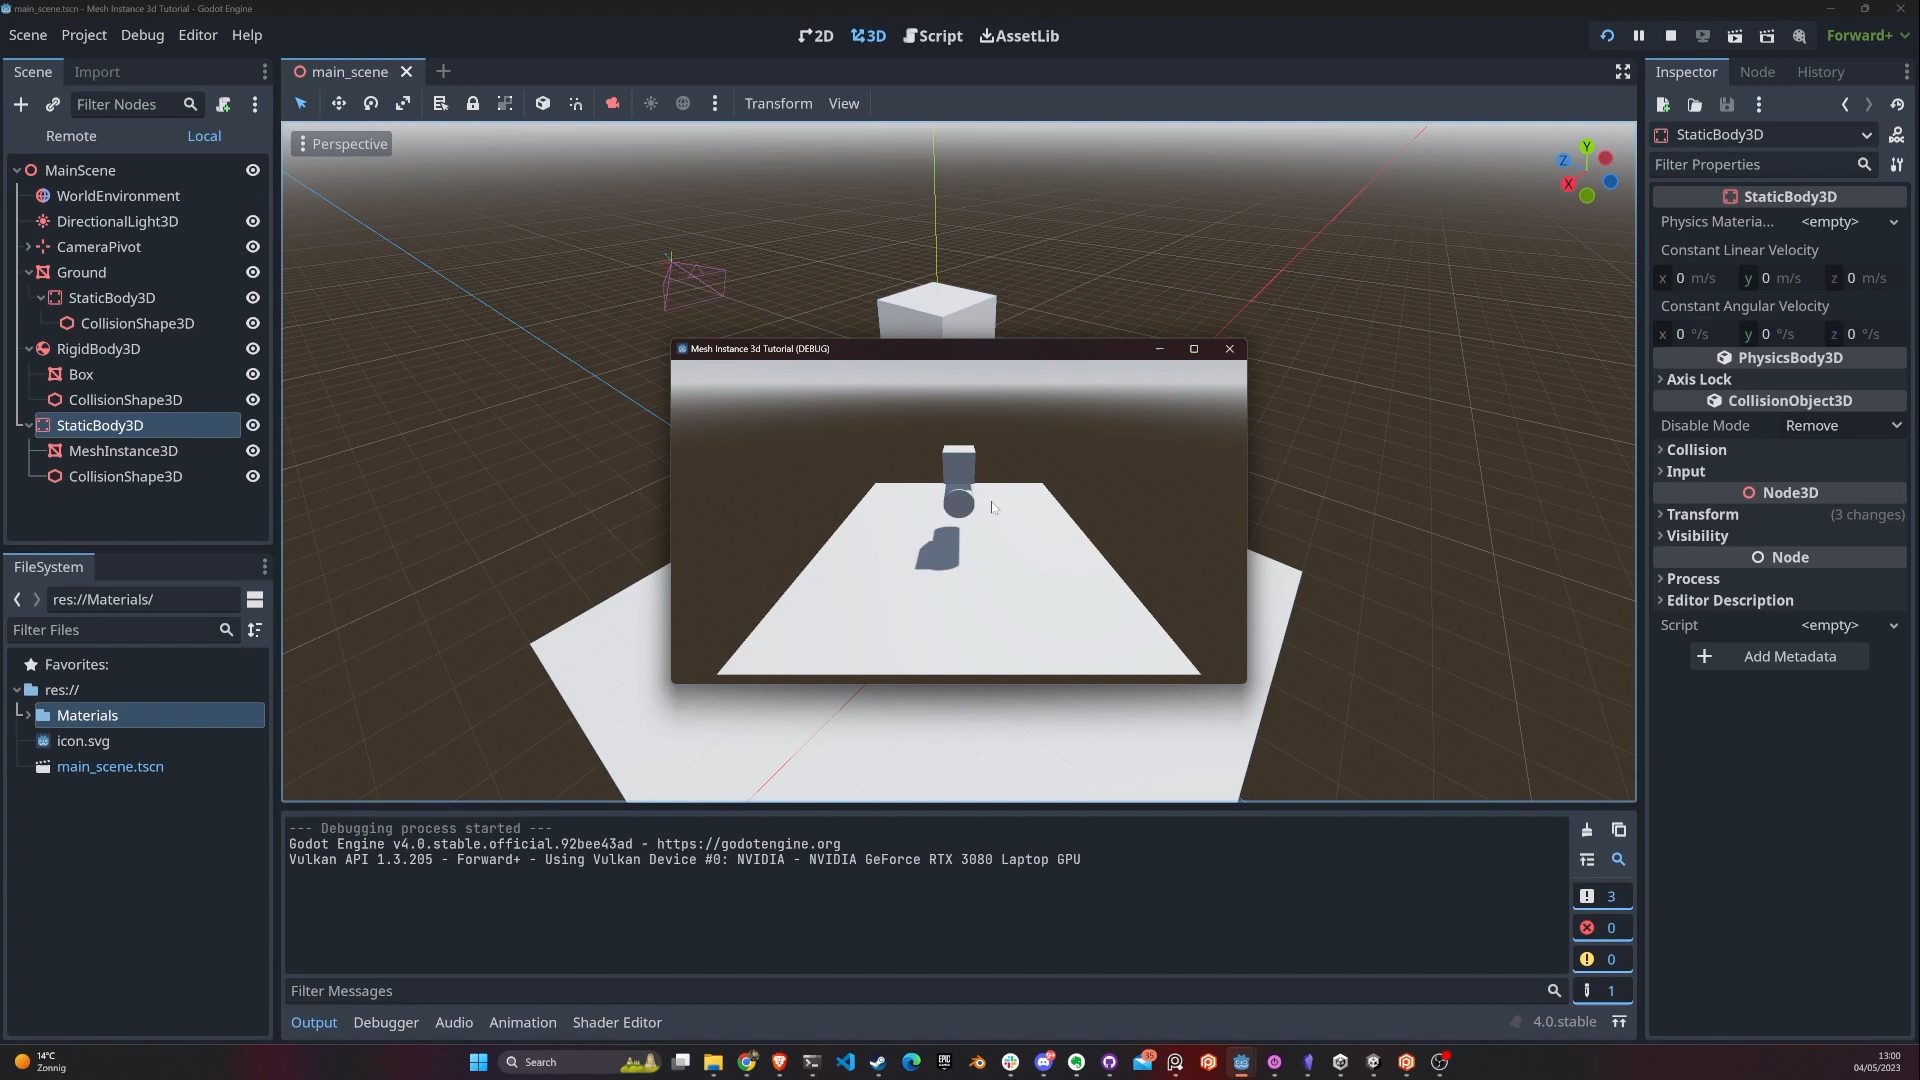 main_scene.tscn - Mesh Instance 3d Tutorial - Godot Engine
Scene Project Debug Editor Help
2D 3D Script AssetLib
Forward+
Scene Import
main_scene
Inspector Node History
Filter Nodes
Transform View
Remote Local
Perspective
StaticBody3D
Filter Properties
MainScene
WorldEnvironment
DirectionalLight3D
CameraPivot
Ground
StaticBody3D
CollisionShape3D
RigidBody3D
Box
CollisionShape3D
StaticBody3D
MeshInstance3D
CollisionShape3D
Y
Z
X
StaticBody3D
Physics Materia... <empty>
Constant Linear Velocity
x 0 m/s y 0 m/s z 0 m/s
Constant Angular Velocity
x 0 °/s y 0 °/s z 0 °/s
PhysicsBody3D
Axis Lock
CollisionObject3D
Disable Mode Remove
Collision
Input
Node3D
Transform (3 changes)
Visibility
Node
Process
Editor Description
Script <empty>
Add Metadata
Mesh Instance 3d Tutorial (DEBUG)
FileSystem
res://Materials/
Filter Files
Favorites:
res://
Materials
icon.svg
main_scene.tscn
--- Debugging process started ---
Godot Engine v4.0.stable.official.92bee43ad - https://godotengine.org
Vulkan API 1.3.205 - Forward+ - Using Vulkan Device #0: NVIDIA - NVIDIA GeForce RTX 3080 Laptop GPU
3
0
0
1
Filter Messages
Output Debugger Audio Animation Shader Editor
4.0.stable
14°C
Zonnig
Search
EPIC
GAMES
35
13:00
04/05/2023